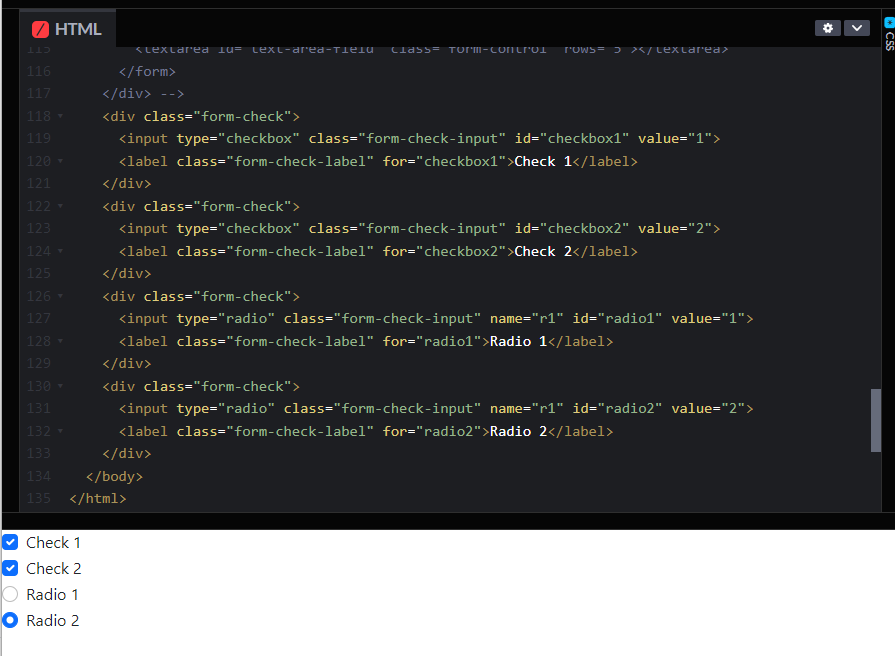 HTML
CSS
115 <textarea id="text-area-field" class="form-control" rows="5"></textarea>
116 </form>
117 </div> -->
118 <div class="form-check">
119 <input type="checkbox" class="form-check-input" id="checkbox1" value="1">
120 <label class="form-check-label" for="checkbox1">Check 1</label>
121 </div>
122 <div class="form-check">
123 <input type="checkbox" class="form-check-input" id="checkbox2" value="2">
124 <label class="form-check-label" for="checkbox2">Check 2</label>
125 </div>
126 <div class="form-check">
127 <input type="radio" class="form-check-input" name="r1" id="radio1" value="1">
128 <label class="form-check-label" for="radio1">Radio 1</label>
129 </div>
130 <div class="form-check">
131 <input type="radio" class="form-check-input" name="r1" id="radio2" value="2">
132 <label class="form-check-label" for="radio2">Radio 2</label>
133 </div>
134 </body>
135 </html>
Check 1
Check 2
Radio 1
Radio 2